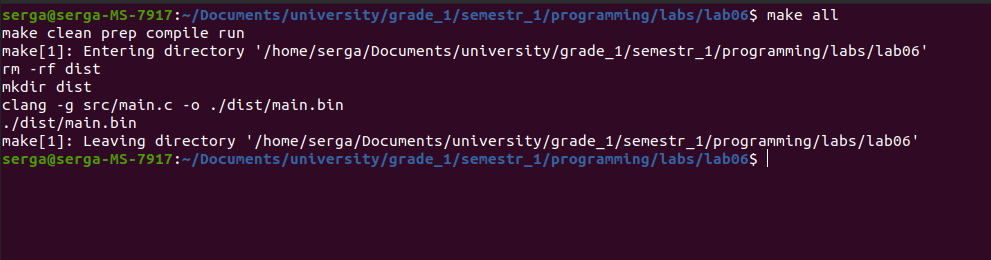 serga@serga-MS-7917:~/Documents/university/grade_1/semestr_1/programming/labs/lab06$ make all
make clean prep compile run
make[1]: Entering directory '/home/serga/Documents/university/grade_1/semestr_1/programming/labs/lab06'
rm -rf dist
mkdir dist
clang -g src/main.c -o ./dist/main.bin
./dist/main.bin
make[1]: Leaving directory '/home/serga/Documents/university/grade_1/semestr_1/programming/labs/lab06'
serga@serga-MS-7917:~/Documents/university/grade_1/semestr_1/programming/labs/lab06$